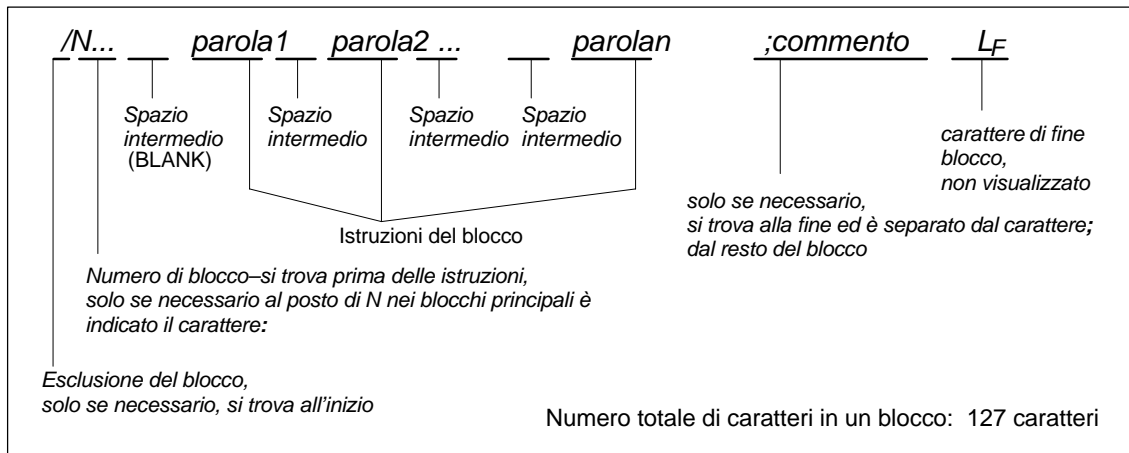 /N... parola1 parola2 ... parolan ;commento LF
Spazio
intermedio
(BLANK)
Spazio
intermedio
Spazio
intermedio
Spazio
intermedio
carattere di fine
blocco,
non visualizzato
solo se necessario,
si trova alla fine ed è separato dal carattere;
dal resto del blocco
Istruzioni del blocco
Numero di blocco–si trova prima delle istruzioni,
solo se necessario al posto di N nei blocchi principali è
indicato il carattere:
Esclusione del blocco,
solo se necessario, si trova all'inizio
Numero totale di caratteri in un blocco: 127 caratteri